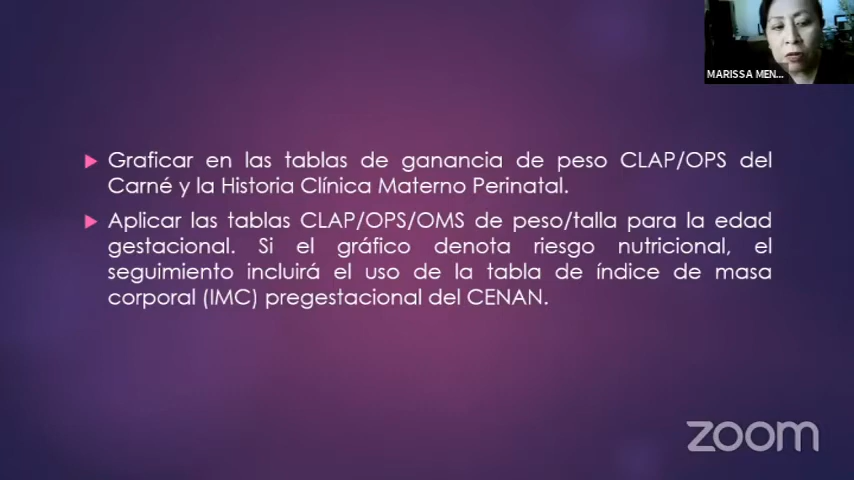 MARISSA MEN...
Graficar en las tablas de ganancia de peso CLAP/OPS del
Carné y la Historia Clínica Materno Perinatal.
Aplicar las tablas CLAP/OPS/OMS de peso/talla para la edad
gestacional. Si el gráfico denota riesgo nutricional, el
seguimiento incluirá el uso de la tabla de índice de masa
corporal (IMC) pregestacional del CENAN.
zoom